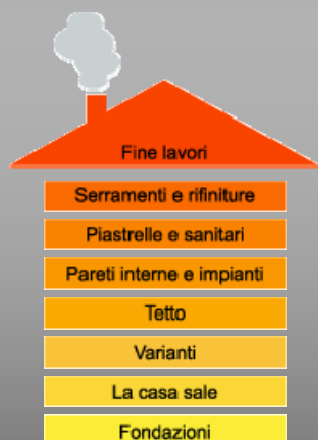 Fine lavori
Serramenti e rifiniture
Piastrelle e sanitari
Pareti interne e impianti
Tetto
Varianti
La casa sale
Fondazioni